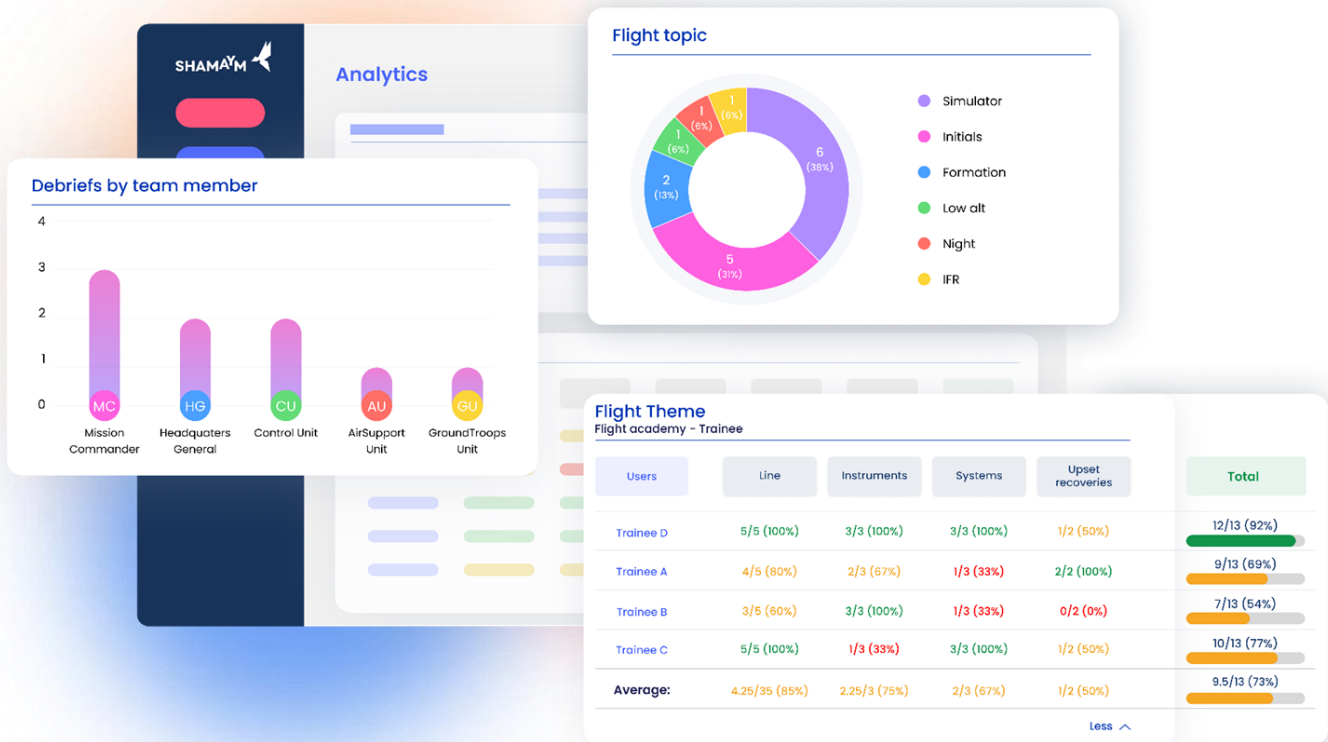 SHAMAYM
Analytics
Flight topic
1
(6%)
1
(6%)
1
(6%)
2
(13%)
6
(38%)
5
(31%)
Simulator
Initials
Formation
Low alt
Night
IFR
Debriefs by team member
4
3
2
1
0
MC
HG
CU
AU
GU
Mission
Commander
Headquaters
General
Control Unit
AirSupport
Unit
GroundTroops
Unit
Flight Theme
Flight academy - Trainee
Users Line Instruments Systems Upset
recoveries Total
Trainee D 5/5 (100%) 3/3 (100%) 3/3 (100%) 1/2 (50%) 12/13 (92%)
Trainee A 4/5 (80%) 2/3 (67%) 1/3 (33%) 2/2 (100%) 9/13 (69%)
Trainee B 3/5 (60%) 3/3 (100%) 1/3 (33%) 0/2 (0%) 7/13 (54%)
Trainee C 5/5 (100%) 1/3 (33%) 3/3 (100%) 1/2 (50%) 10/13 (77%)
Average: 4.25/35 (85%) 2.25/3 (75%) 2/3 (67%) 1/2 (50%) 9.5/13 (73%)
Less